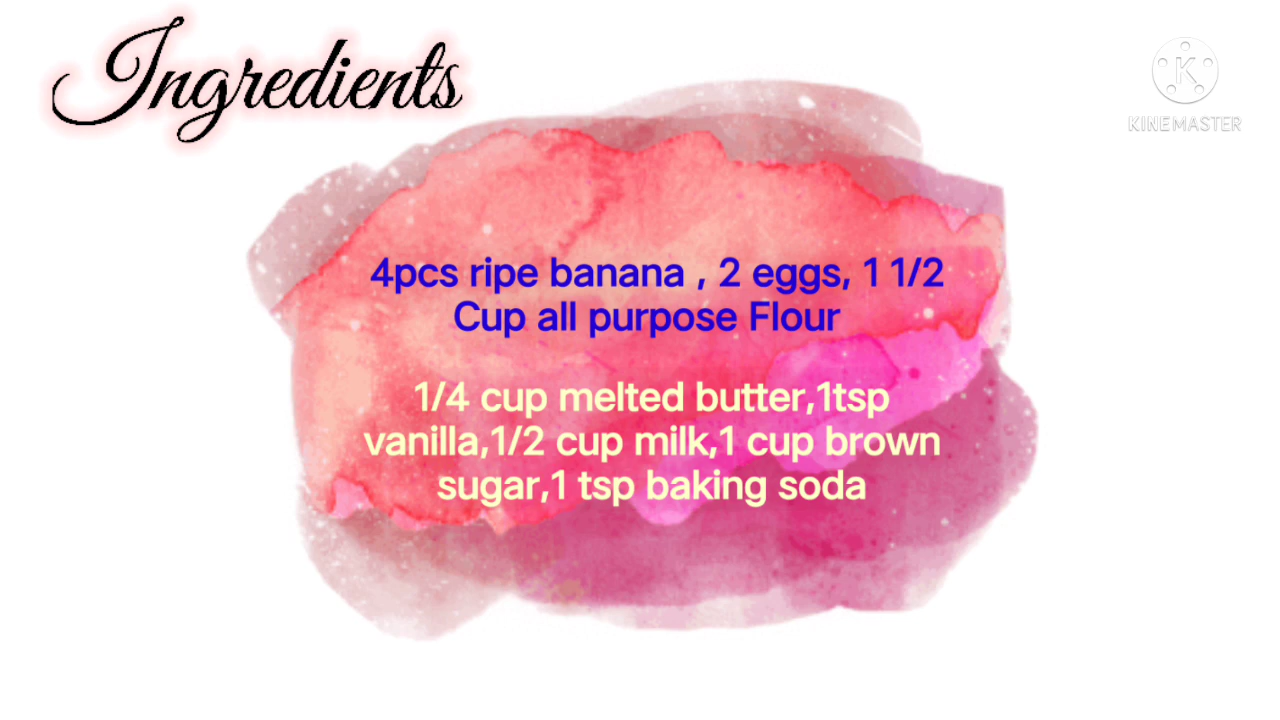 Ingredients
KINEMASTER
4pcs ripe banana , 2 eggs, 1 1/2
Cup all purpose Flour
1/4 cup melted butter,1tsp
vanilla,1/2 cup milk,1 cup brown
sugar,1 tsp baking soda